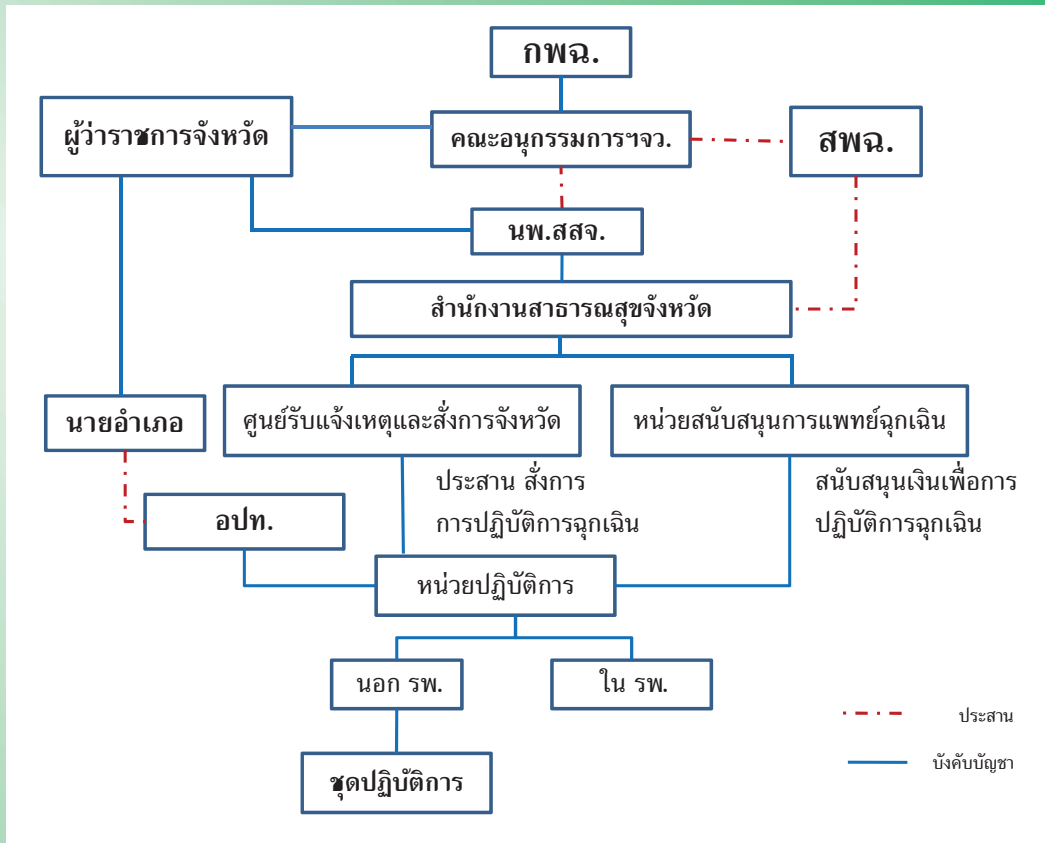 กพฉ.
ผู้ว่าราชการจังหวัด
คณะอนุกรรมการฯจว.
สพฉ.
นพ.สสจ.
สำนักงานสาธารณสุขจังหวัด
นายอำเภอ
ศูนย์รับแจ้งเหตุและสั่งการจังหวัด
หน่วยสนับสนุนการแพทย์ฉุกเฉิน
ประสาน สั่งการ
การปฏิบัติการฉุกเฉิน
สนับสนุนเงินเพื่อการ
ปฏิบัติการฉุกเฉิน
อปท.
หน่วยปฏิบัติการ
นอก รพ.
ใน รพ.
ชุดปฏิบัติการ
ประสาน
บังคับบัญชา